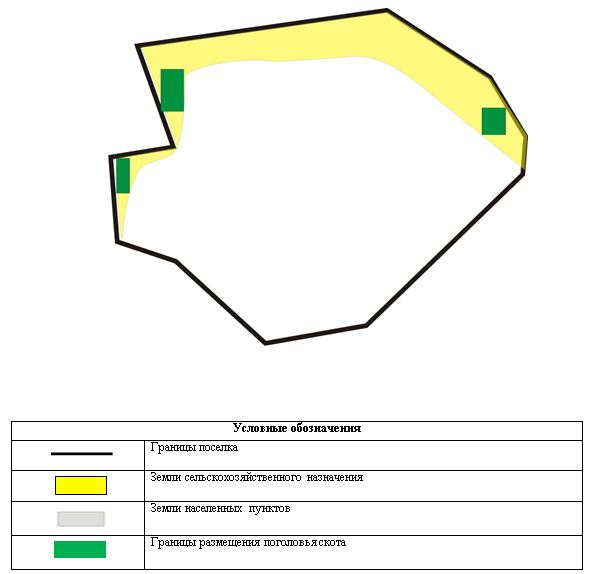 Условные обозначения
Границы поселка
Земли сельскохозяйственного назначения
Земли населенных пунктов
Границы размещения поголовья скота